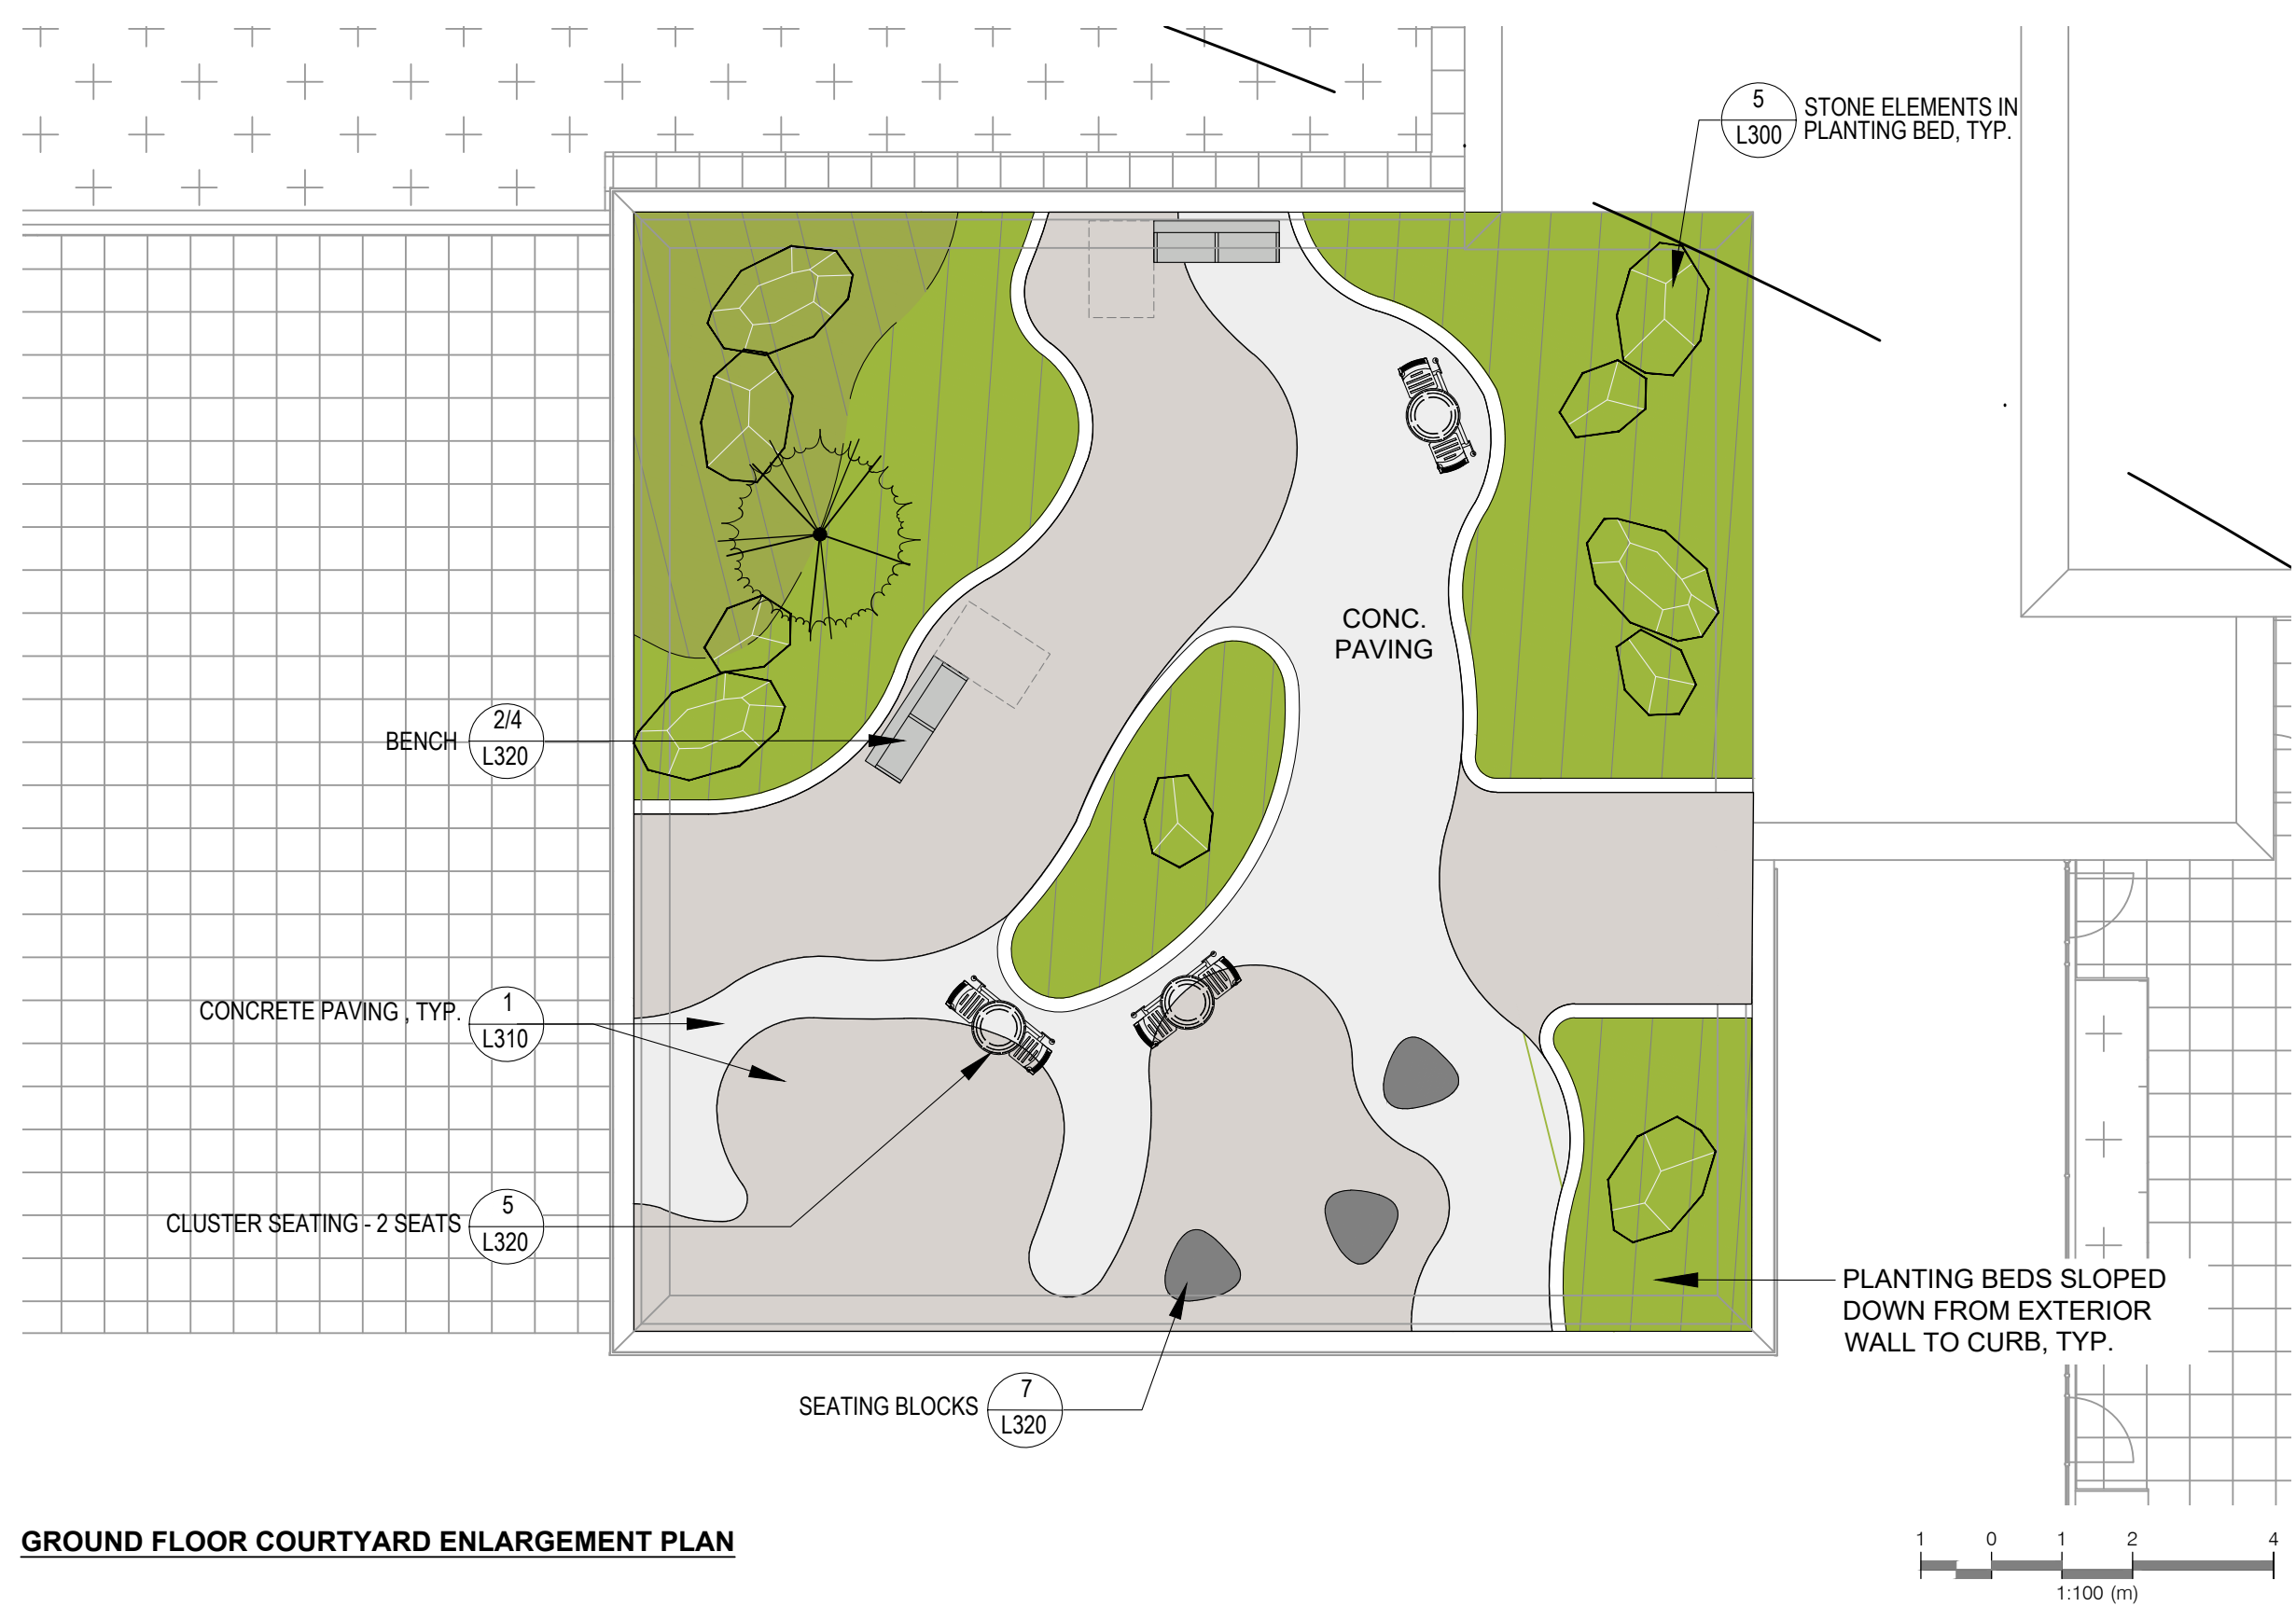 5
L300
STONE ELEMENTS IN
PLANTING BED, TYP.
CONC.
PAVING
BENCH
2/4
L320
CONCRETE PAVING , TYP.
1
L310
CLUSTER SEATING - 2 SEATS
5
L320
PLANTING BEDS SLOPED
DOWN FROM EXTERIOR
WALL TO CURB, TYP.
SEATING BLOCKS
7
L320
GROUND FLOOR COURTYARD ENLARGEMENT PLAN
1 0 1 2 4
1:100 (m)